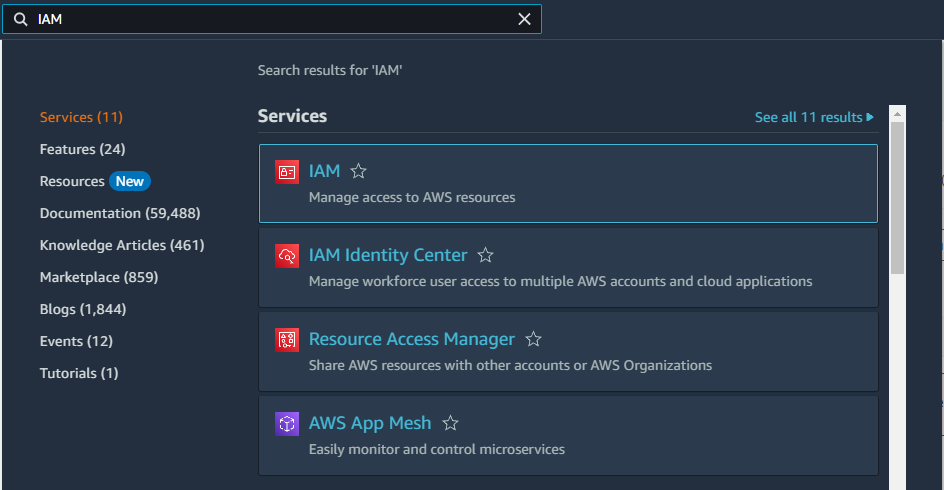 IAM
Search results for 'IAM'
Services (11)
Features (24)
Resources New
Documentation (59,488)
Knowledge Articles (461)
Marketplace (859)
Blogs (1,844)
Events (12)
Tutorials (1)
Services
See all 11 results
IAM
Manage access to AWS resources
IAM Identity Center
Manage workforce user access to multiple AWS accounts and cloud applications
Resource Access Manager
Share AWS resources with other accounts or AWS Organizations
AWS App Mesh
Easily monitor and control microservices